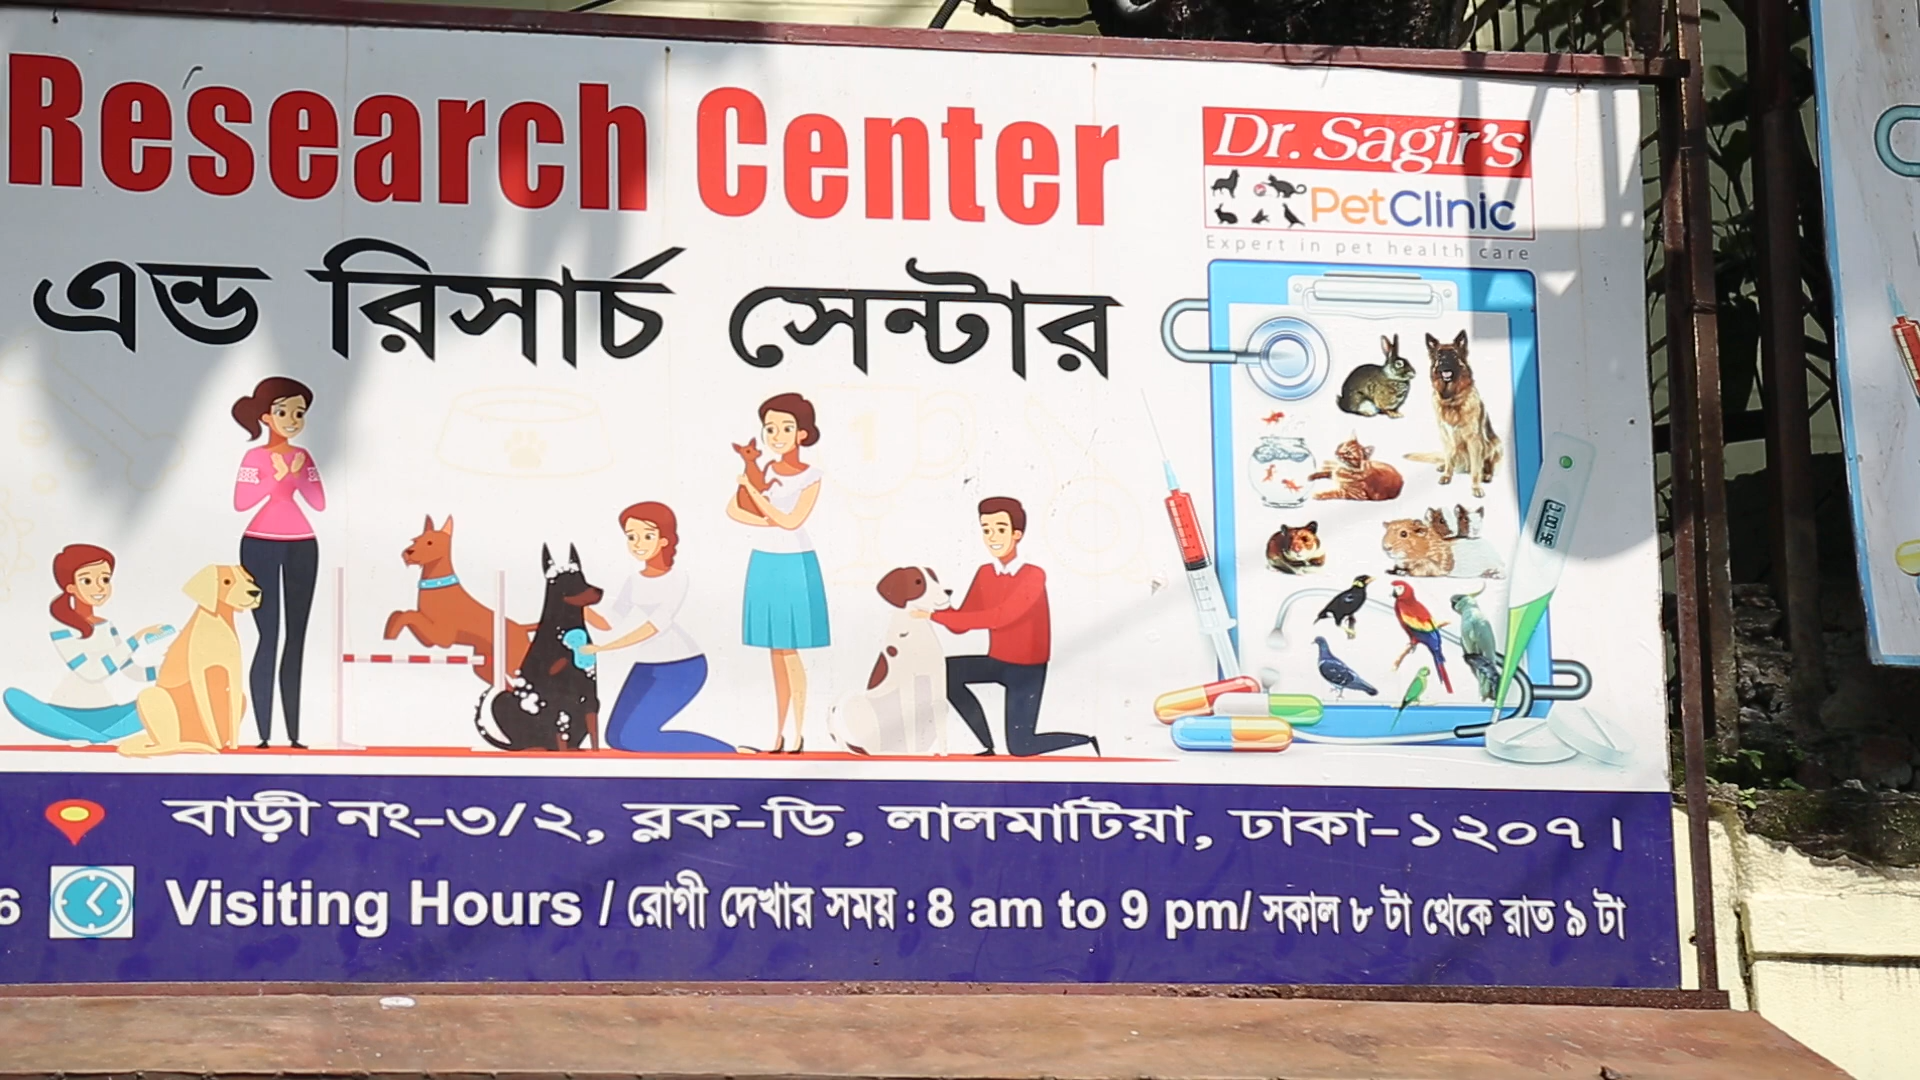 Research Center
এন্ড রিসার্চ সেন্টার
Dr. Sagir's
PetClinic
Expert in pet health care
বাড়ী নং-৩/২, ব্লক-ডি, লালমাটিয়া, ঢাকা-১২০৭।
6 Visiting Hours / রোগী দেখার সময় : 8 am to 9 pm/ সকাল ৮ টা থেকে রাত ৯ টা